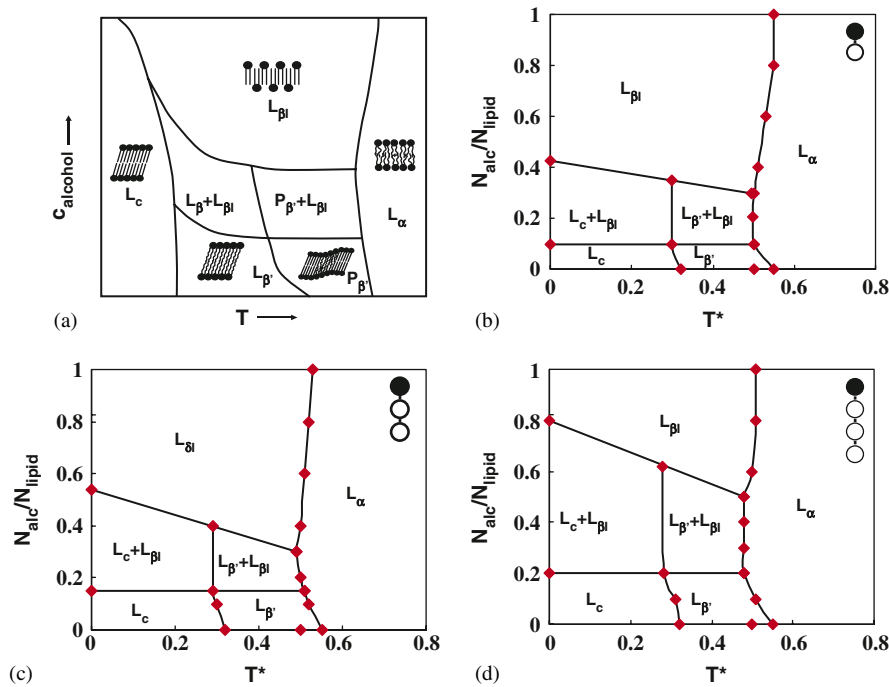 (a)
c_alcohol
T
L_βI
L_c
L_β+L_βI
P_β'+L_βI
L_α
L_β'
P_β'
(b)
N_alc/N_lipid
1
0.8
0.6
0.4
0.2
0
0 0.2 0.4 0.6 0.8
T*
L_βI
L_α
L_c+L_βI
L_β'+L_βI
L_c
L_β'
(c)
N_alc/N_lipid
1
0.8
0.6
0.4
0.2
0
0 0.2 0.4 0.6 0.8
T*
L_δI
L_α
L_c+L_βI
L_β'+L_βI
L_c
L_β'
(d)
N_alc/N_lipid
1
0.8
0.6
0.4
0.2
0
0 0.2 0.4 0.6 0.8
T*
L_βI
L_α
L_c+L_βI
L_β'+L_βI
L_c
L_β'